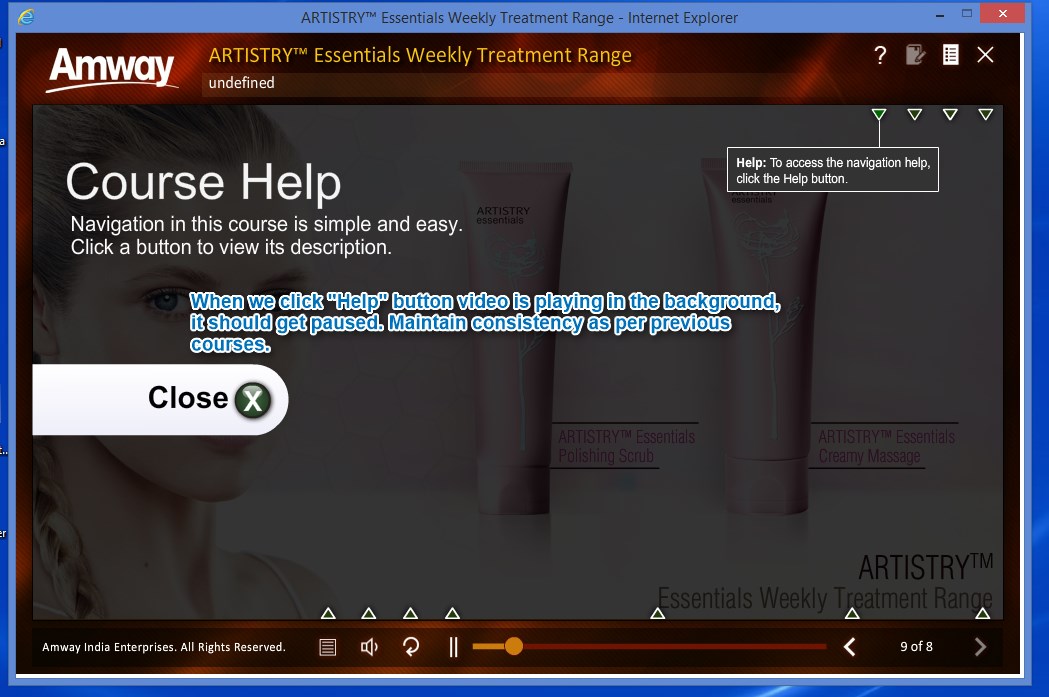 ARTISTRY™ Essentials Weekly Treatment Range - Internet Explorer
Amway
ARTISTRY™ Essentials Weekly Treatment Range
undefined
?
Course Help
Navigation in this course is simple and easy.
Click a button to view its description.
Help: To access the navigation help,
click the Help button.
ARTISTRY
essentials
ARTISTRY
essentials
When we click "Help" button video is playing in the background,
it should get paused. Maintain consistency as per previous
courses.
Close X
ARTISTRY™ Essentials
Polishing Scrub
ARTISTRY™ Essentials
Creamy Massage
ARTISTRY™
Essentials Weekly Treatment Range
Amway India Enterprises. All Rights Reserved.
9 of 8